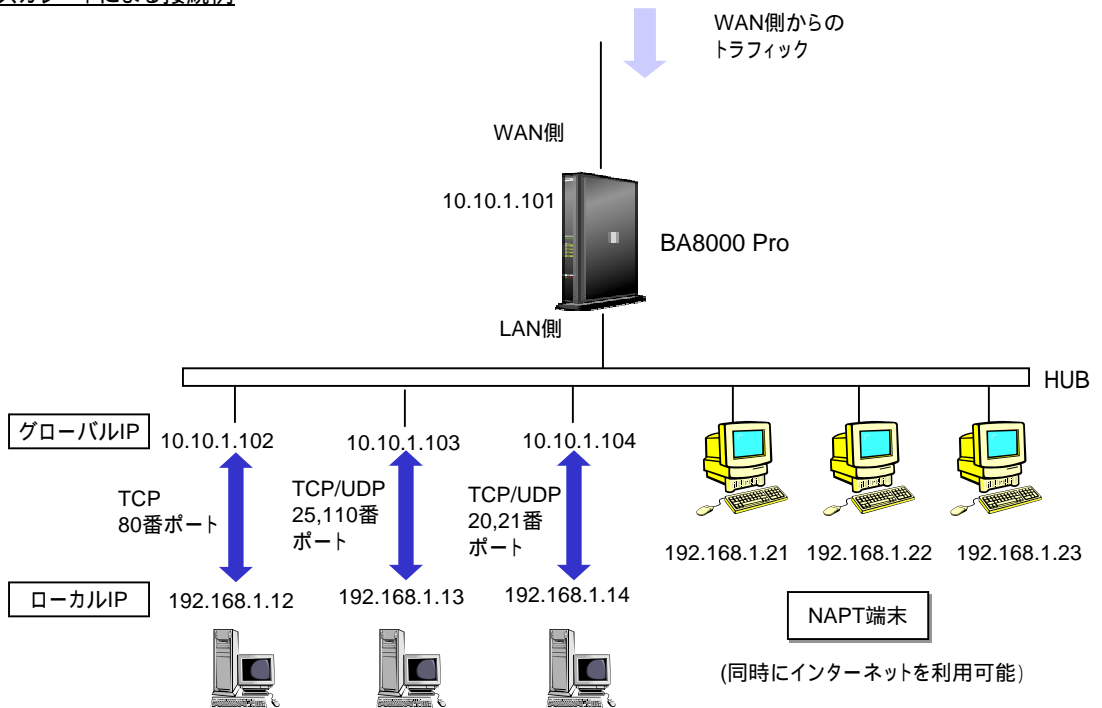 による接続例
WAN側からの
トラフィック
WAN側
10.10.1.101
BA8000 Pro
LAN側
HUB
グローバルIP
10.10.1.102
10.10.1.103
10.10.1.104
TCP
80番ポート
TCP/UDP
25,110番
ポート
TCP/UDP
20,21番
ポート
192.168.1.21
192.168.1.22
192.168.1.23
ローカルIP
192.168.1.12
192.168.1.13
192.168.1.14
NAPT端末
(同時にインターネットを利用可能)